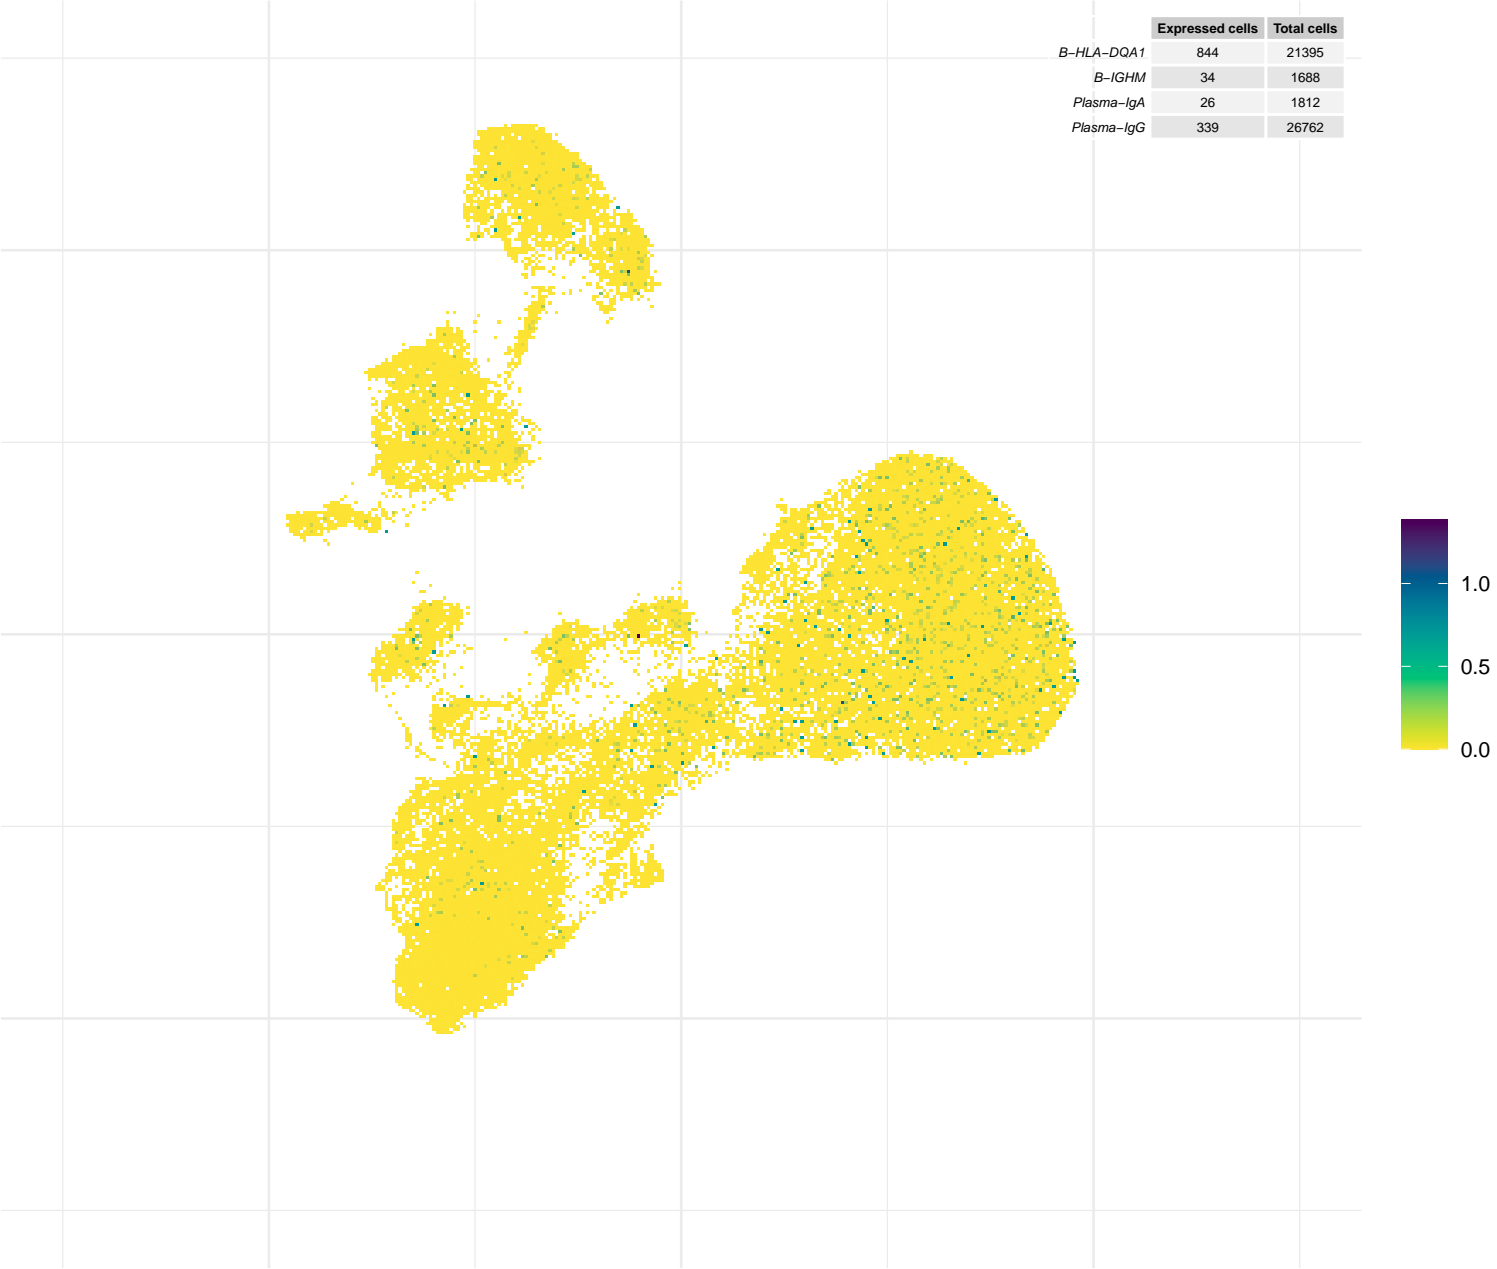 Expressed cells Total cells
B−HLA−DQA1 844 21395
B−IGHM 34 1688
Plasma−IgA 26 1812
Plasma−IgG 339 26762
1.0
0.5
0.0